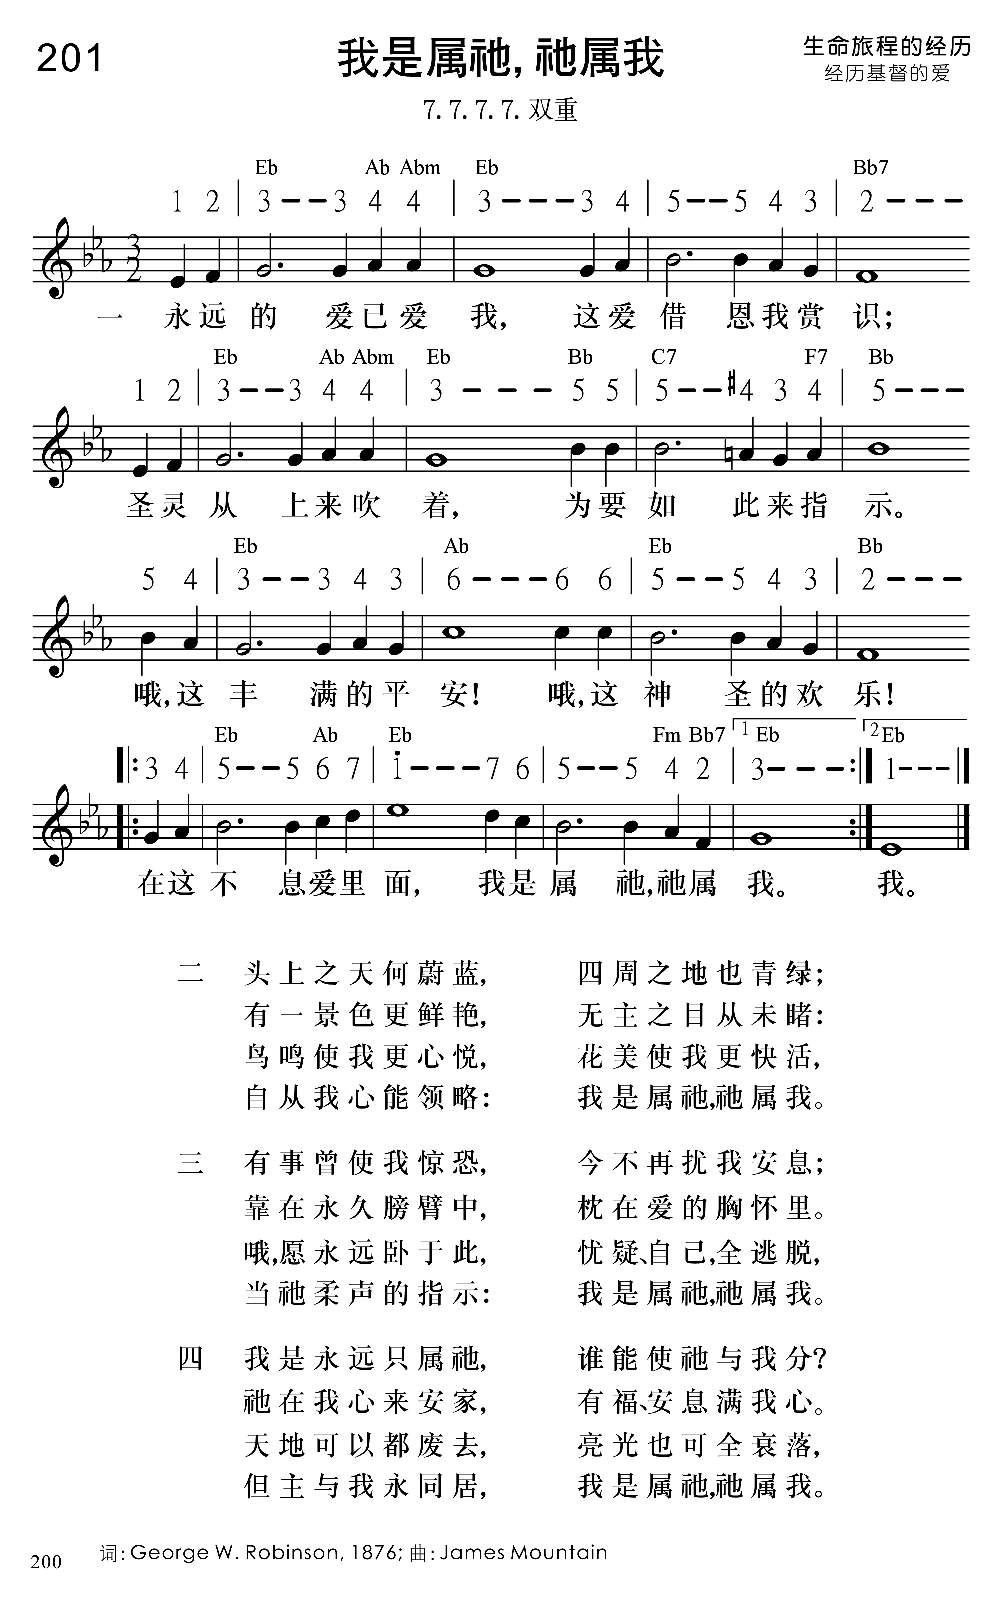 201 我是属祂,祂属我 生命旅程的经历
经历基督的爱
7.7.7.7.双重
Eb Ab Abm Eb Bb7
1 2 | 3 – – 3 4 4 | 3 – – – 3 4 | 5 – – 5 4 3 | 2 – – –
3
2
一 永远的 爱已爱 我, 这爱借 恩我赏 识;
Eb Ab Abm Eb Bb C7 F7 Bb
1 2 | 3 – – 3 4 4 | 3 – – – 5 5 | 5 – – #4 3 4 | 5 – – –
圣灵从 上来吹 着, 为要如 此来指 示。
Eb Ab Eb Bb
5 4 | 3 – – 3 4 3 | 6 – – – 6 6 | 5 – – 5 4 3 | 2 – – –
哦,这丰 满的平 安! 哦,这神 圣的欢 乐!
Eb Ab Eb Fm Bb7 1 Eb 2 Eb
‖: 3 4 | 5 – – 5 6 7 | 1̇ – – – 7 6 | 5 – – 5 4 2 | 3 – – – :‖ 1 – – – ‖
在这不 息爱里 面, 我是属 祂,祂属 我。 我。
二 头上之天何蔚蓝, 四周之地也青绿;
有一景色更鲜艳, 无主之目从未睹:
鸟鸣使我更心悦, 花美使我更快活,
自从我心能领略: 我是属祂,祂属我。
三 有事曾使我惊恐, 今不再扰我安息;
靠在永久膀臂中, 枕在爱的胸怀里。
哦,愿永远卧于此, 忧疑、自己,全逃脱,
当祂柔声的指示: 我是属祂,祂属我。
四 我是永远只属祂, 谁能使祂与我分?
祂在我心来安家, 有福、安息满我心。
天地可以都废去, 亮光也可全衰落,
但主与我永同居, 我是属祂,祂属我。
200 词: George W. Robinson, 1876; 曲: James Mountain